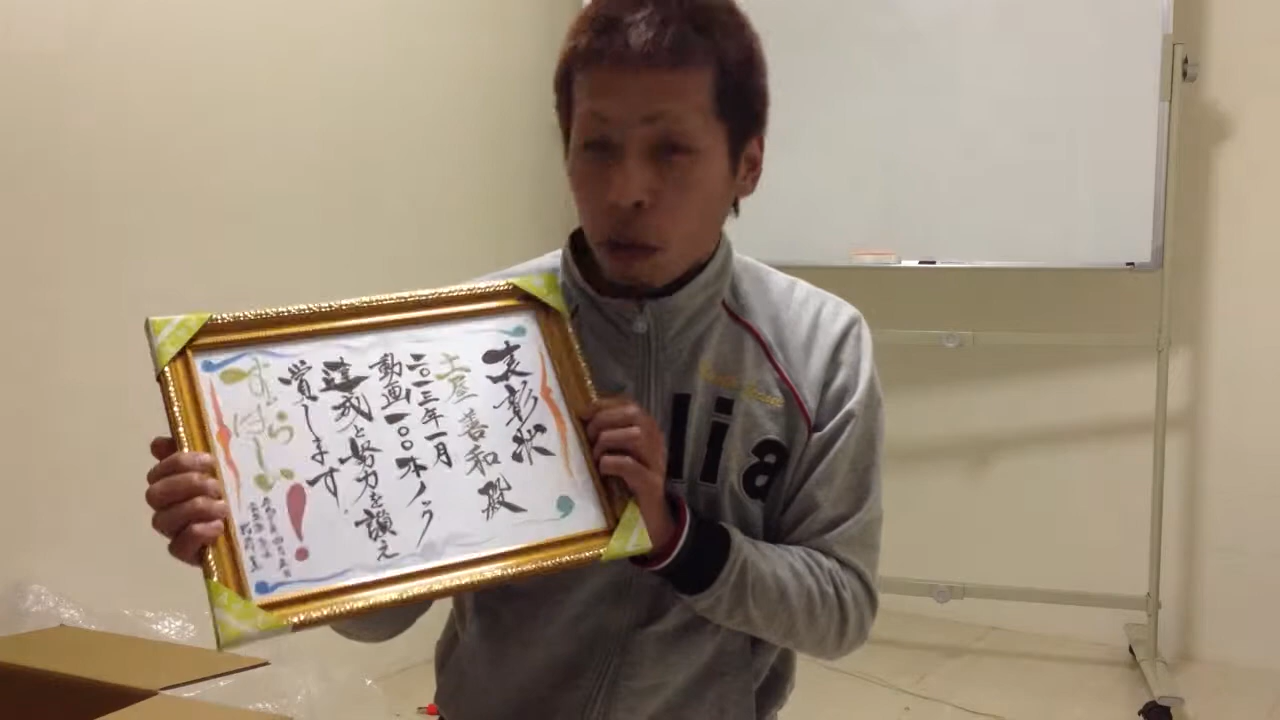 表彰状
土屋 善和 殿
二〇一三年一月
動画一〇〇本ノック
達成と努力を讃え
賞します
すばらしい!
lia